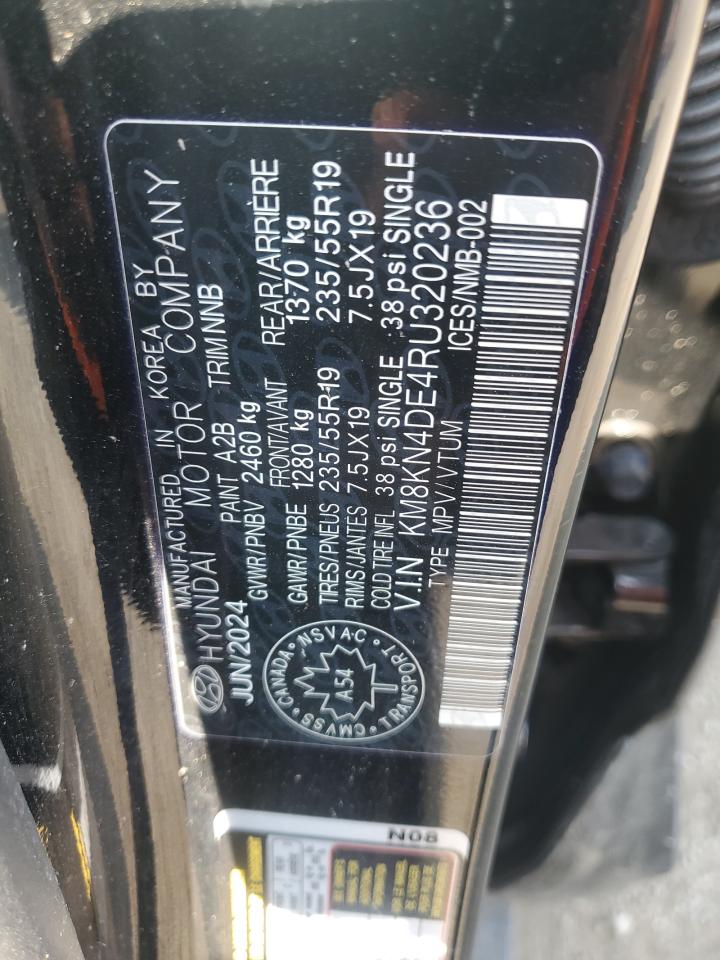 MANUFACTURED IN KOREA BY
HYUNDAI MOTOR COMPANY
JUN/2024 PAINT A2B TRIMNNB
GVWR/PNBV 2460 kg
FRONT/AVANT REAR/ARRIÈRE
GAWR/PNBE 1280 kg 1370 kg
TIRES/PNEUS 235/55R19 235/55R19
RIMS/JANTES 7.5JX19 7.5JX19
COLD TIRE INFL. 38 psi SINGLE 38 psi SINGLE
V.I.N KM8KN4DE4RU320236
TYPE MPV/VTUM ICES/NMB-002
CANADA NSVAC TRANSPORT CMVSS
A54
N08